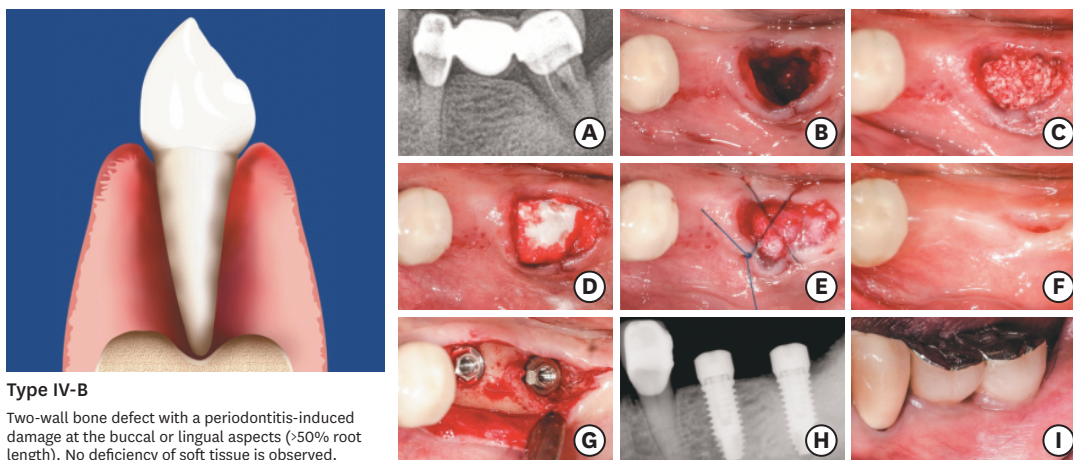 Type IV-B
Two-wall bone defect with a periodontitis-induced
damage at the buccal or lingual aspects (>50% root
length). No deficiency of soft tissue is observed.
A
B
C
D
E
F
G
H
I